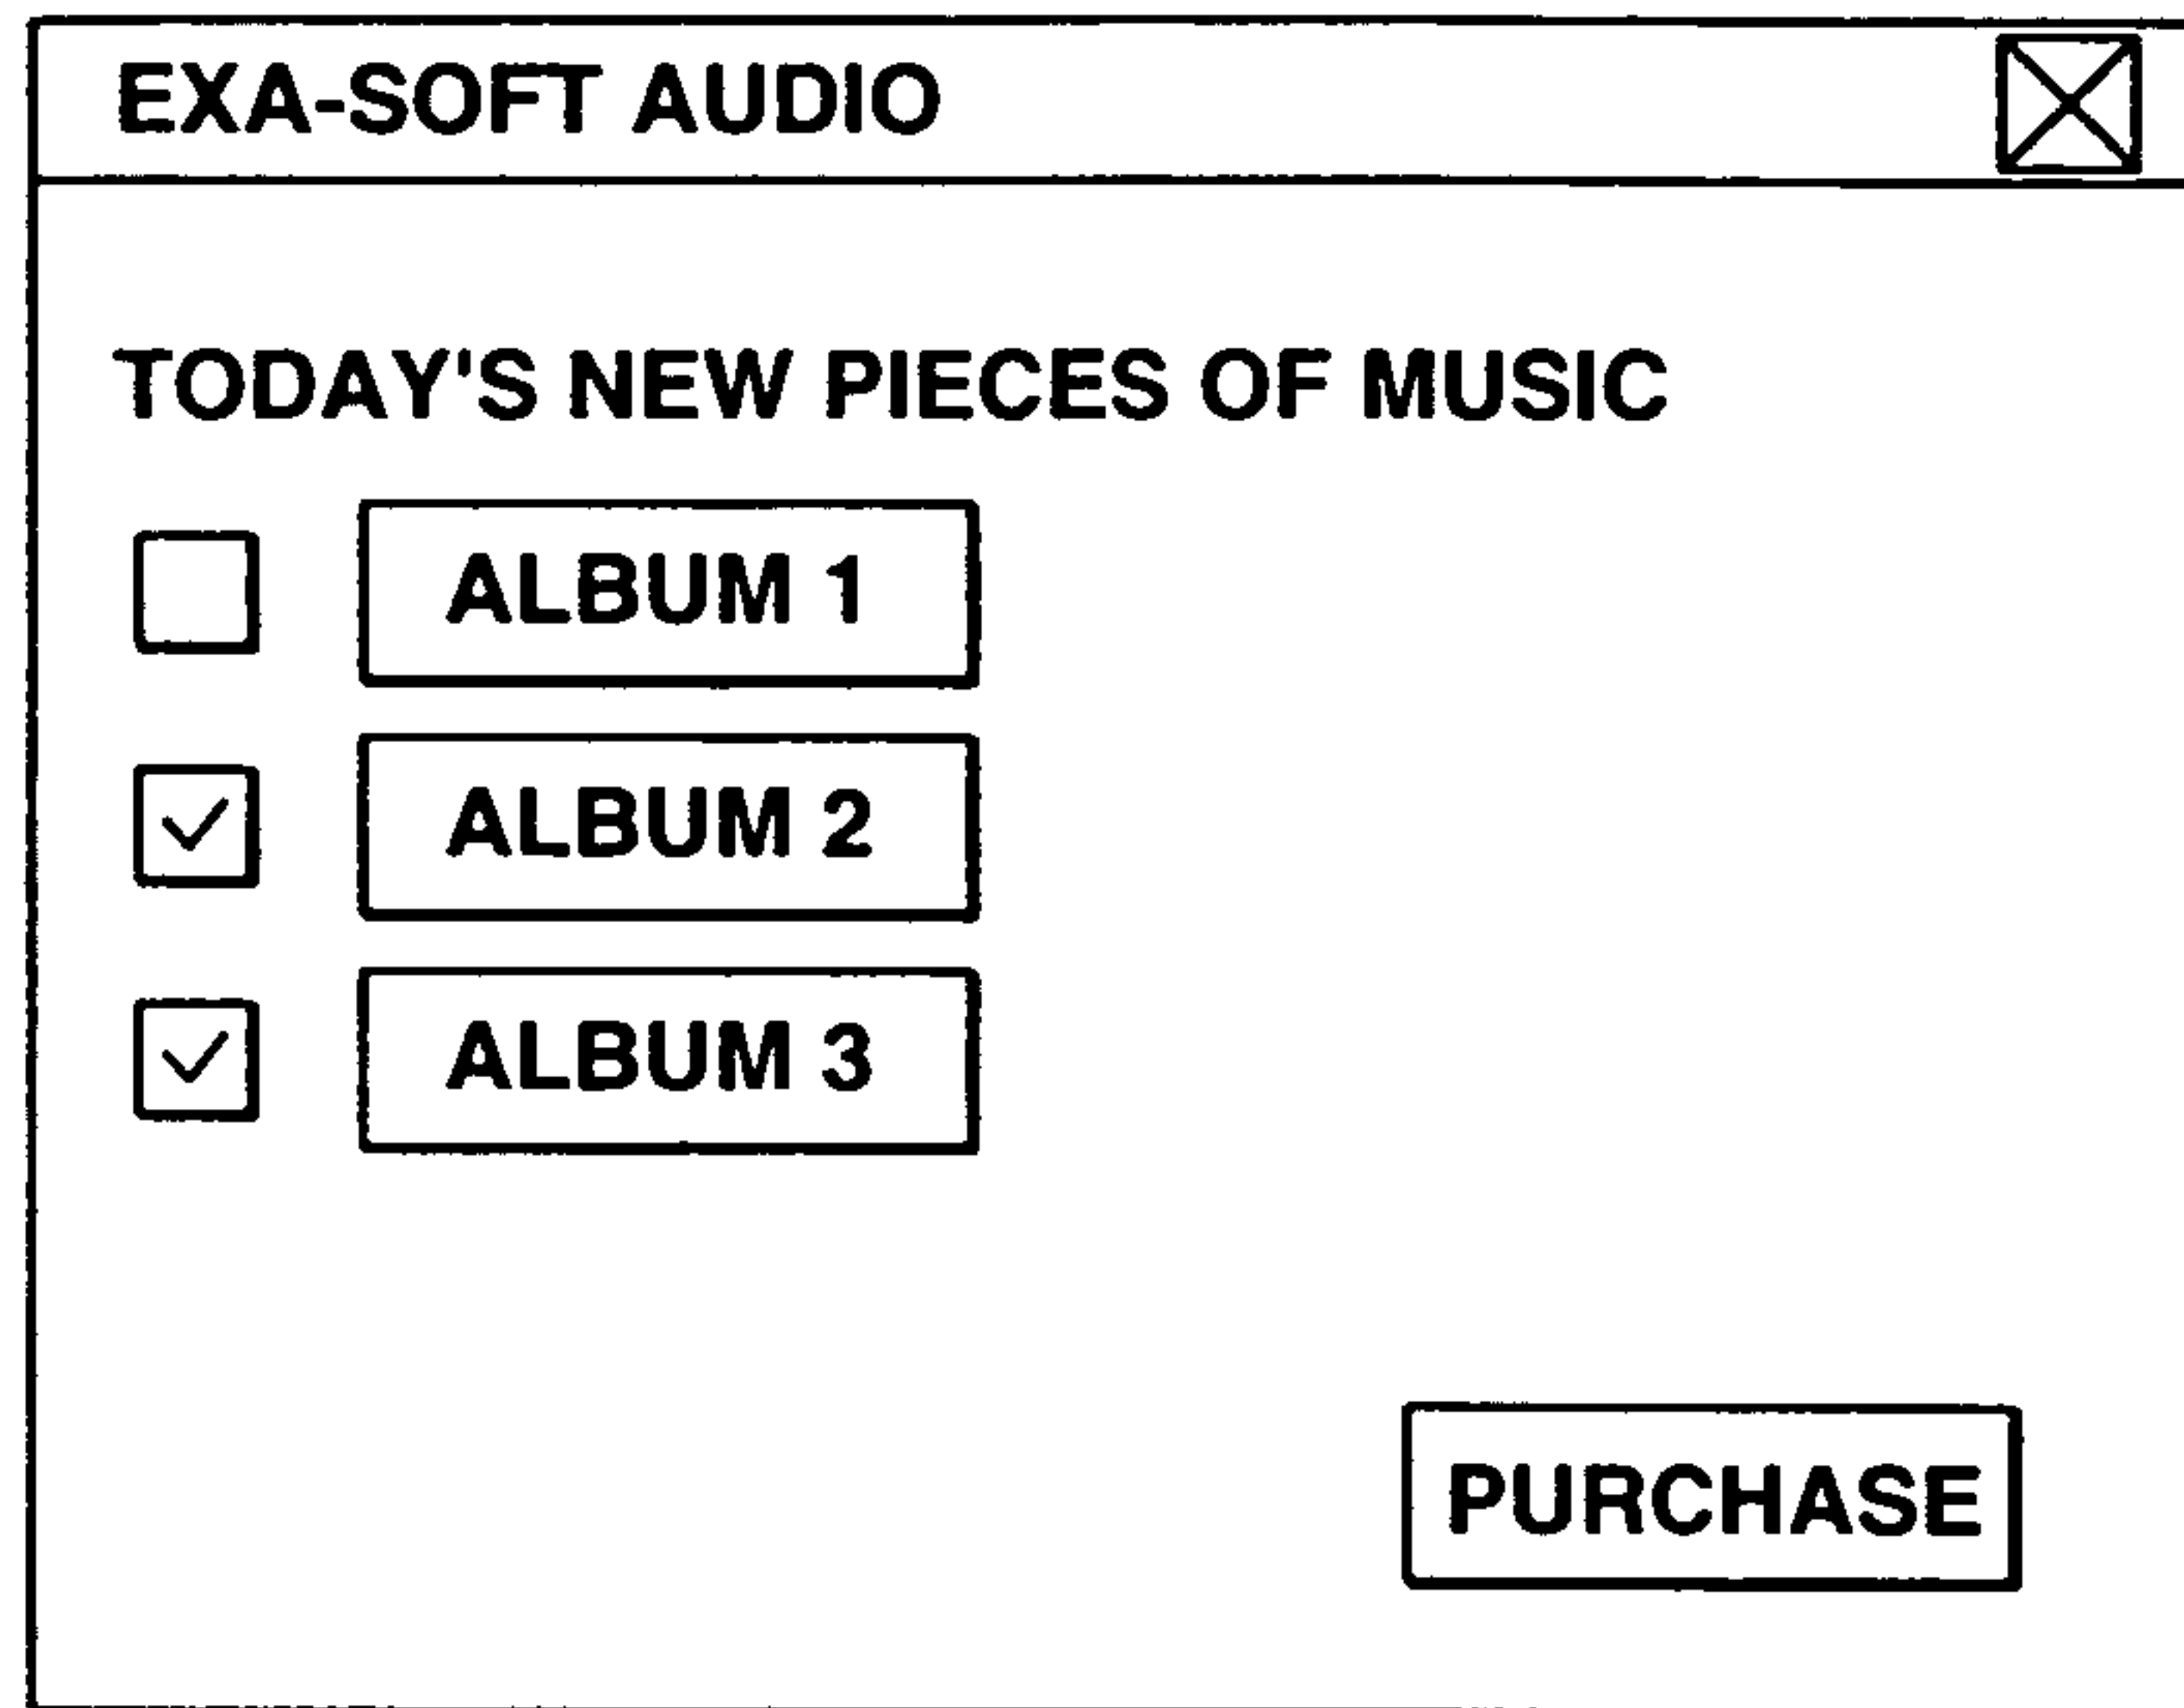 EXA-SOFT AUDIO
TODAY'S NEW PIECES OF MUSIC
ALBUM 1
ALBUM 2
ALBUM 3
PURCHASE